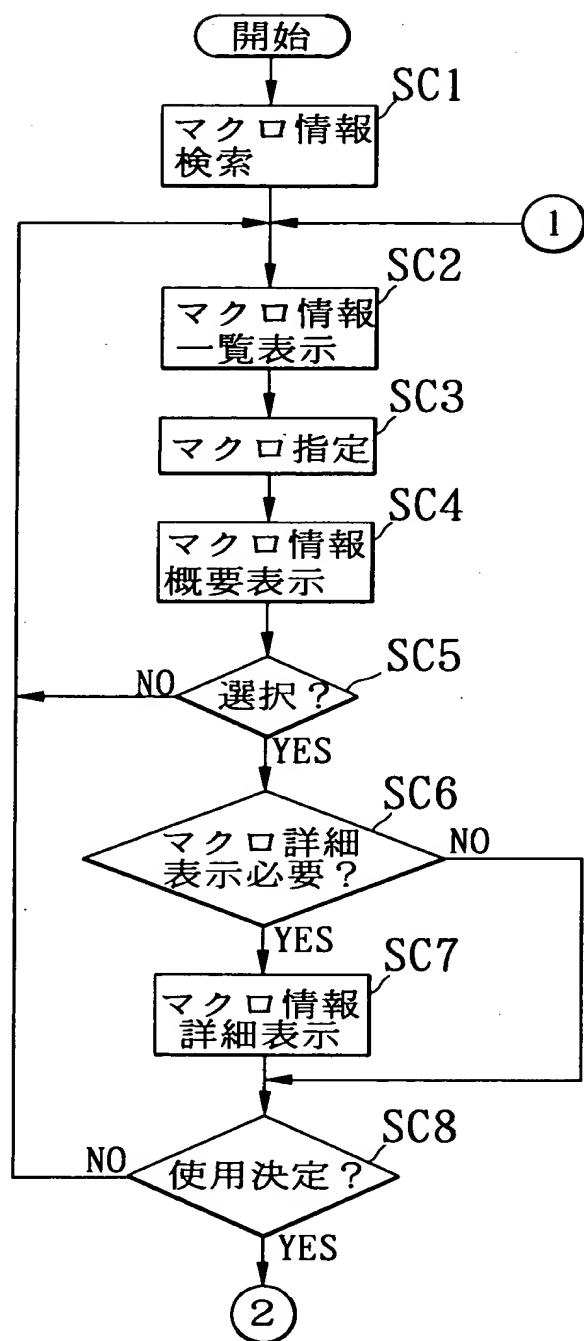 開始
SC1
マクロ情報
検索
1
SC2
マクロ情報
一覧表示
SC3
マクロ指定
SC4
マクロ情報
概要表示
SC5
NO
選択？
YES
SC6
マクロ詳細
表示必要？
NO
YES
SC7
マクロ情報
詳細表示
SC8
NO
使用決定？
YES
2